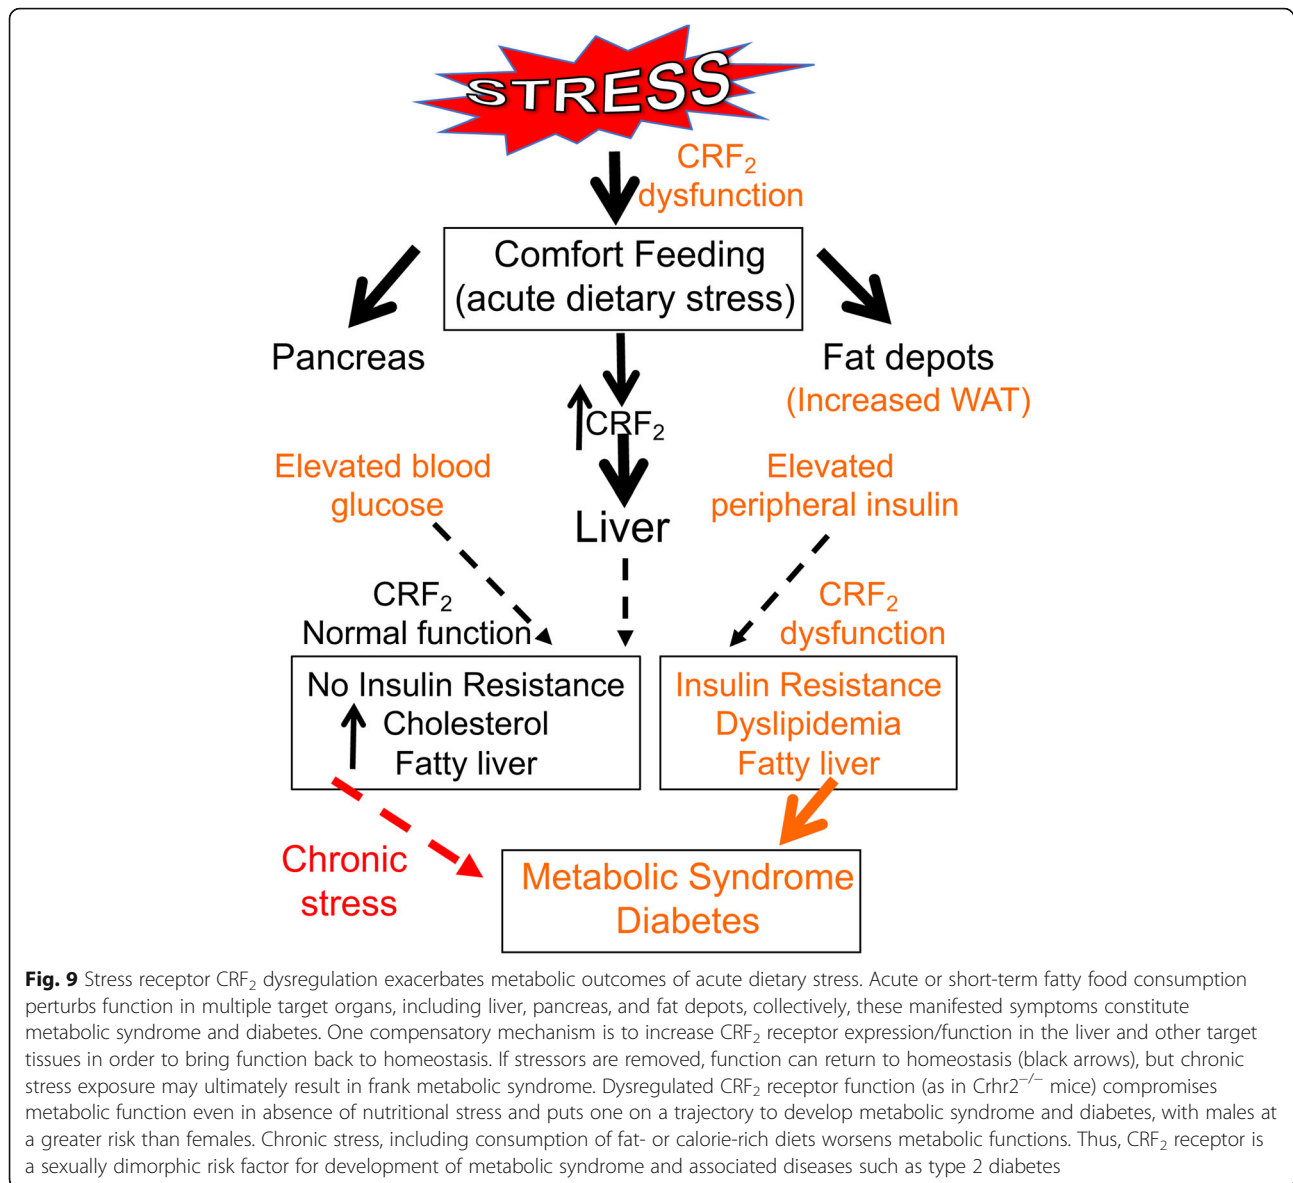 STRESS
CRF₂
dysfunction
Comfort Feeding
(acute dietary stress)
Pancreas
Fat depots
(Increased WAT)
CRF₂
Elevated blood
glucose
Elevated
peripheral insulin
Liver
CRF₂
Normal function
CRF₂
dysfunction
No Insulin Resistance
Cholesterol
Fatty liver
Insulin Resistance
Dyslipidemia
Fatty liver
Chronic
stress
Metabolic Syndrome
Diabetes
Fig. 9 Stress receptor CRF₂ dysregulation exacerbates metabolic outcomes of acute dietary stress. Acute or short-term fatty food consumption
perturbs function in multiple target organs, including liver, pancreas, and fat depots, collectively, these manifested symptoms constitute
metabolic syndrome and diabetes. One compensatory mechanism is to increase CRF₂ receptor expression/function in the liver and other target
tissues in order to bring function back to homeostasis. If stressors are removed, function can return to homeostasis (black arrows), but chronic
stress exposure may ultimately result in frank metabolic syndrome. Dysregulated CRF₂ receptor function (as in Crhr2⁻/⁻ mice) compromises
metabolic function even in absence of nutritional stress and puts one on a trajectory to develop metabolic syndrome and diabetes, with males at
a greater risk than females. Chronic stress, including consumption of fat- or calorie-rich diets worsens metabolic functions. Thus, CRF₂ receptor is
a sexually dimorphic risk factor for development of metabolic syndrome and associated diseases such as type 2 diabetes